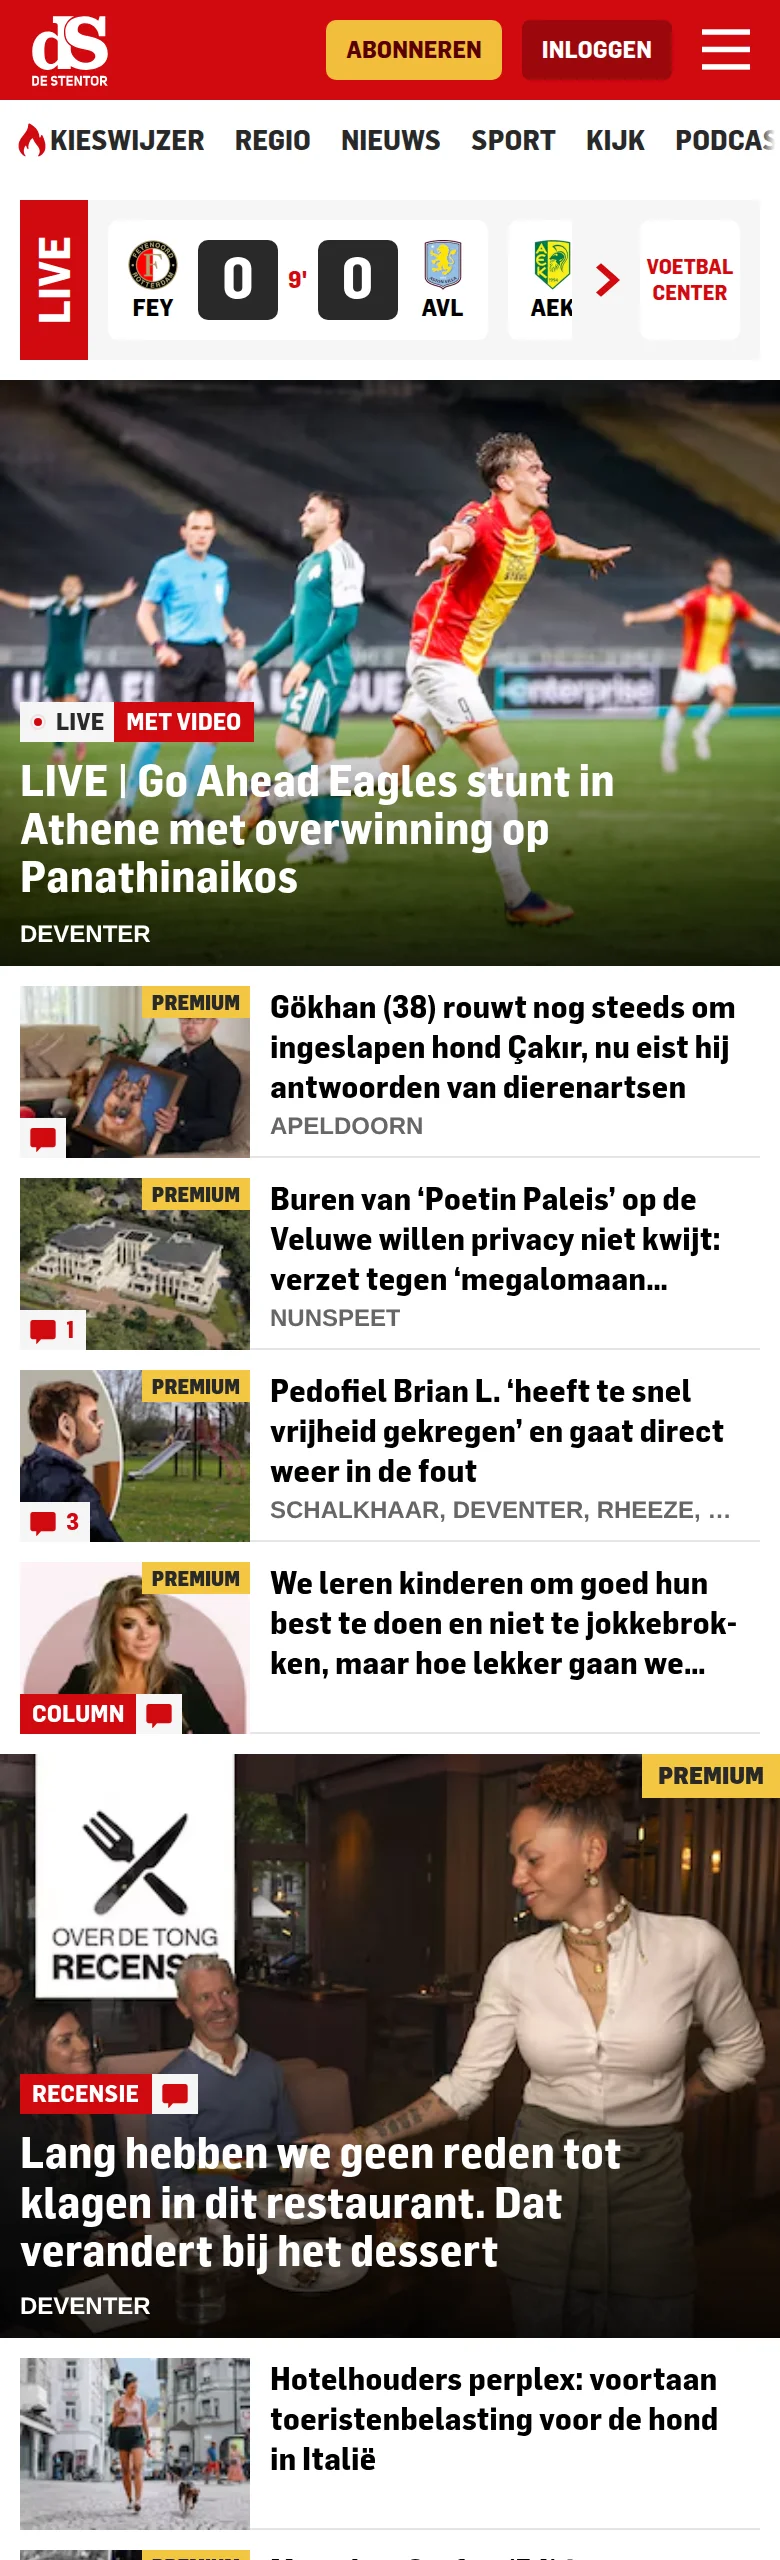 dS
DE STENTOR
ABONNEREN
INLOGGEN
KIESWIJZER REGIO NIEUWS SPORT KIJK PODCAS
LIVE
FEY 0 9' 0 AVL
AEK
VOETBAL
CENTER
LIVE MET VIDEO
LIVE | Go Ahead Eagles stunt in
Athene met overwinning op
Panathinaikos
DEVENTER
PREMIUM
Gökhan (38) rouwt nog steeds om
ingeslapen hond Çakır, nu eist hij
antwoorden van dierenartsen
APELDOORN
PREMIUM
1
Buren van ‘Poetin Paleis’ op de
Veluwe willen privacy niet kwijt:
verzet tegen ‘megalomaan...
NUNSPEET
PREMIUM
3
Pedofiel Brian L. ‘heeft te snel
vrijheid gekregen’ en gaat direct
weer in de fout
SCHALKHAAR, DEVENTER, RHEEZE, ...
PREMIUM
COLUMN
We leren kinderen om goed hun
best te doen en niet te jokkebrok-
ken, maar hoe lekker gaan we...
PREMIUM
OVER DE TONG
RECENSIE
RECENSIE
Lang hebben we geen reden tot
klagen in dit restaurant. Dat
verandert bij het dessert
DEVENTER
Hotelhouders perplex: voortaan
toeristenbelasting voor de hond
in Italië